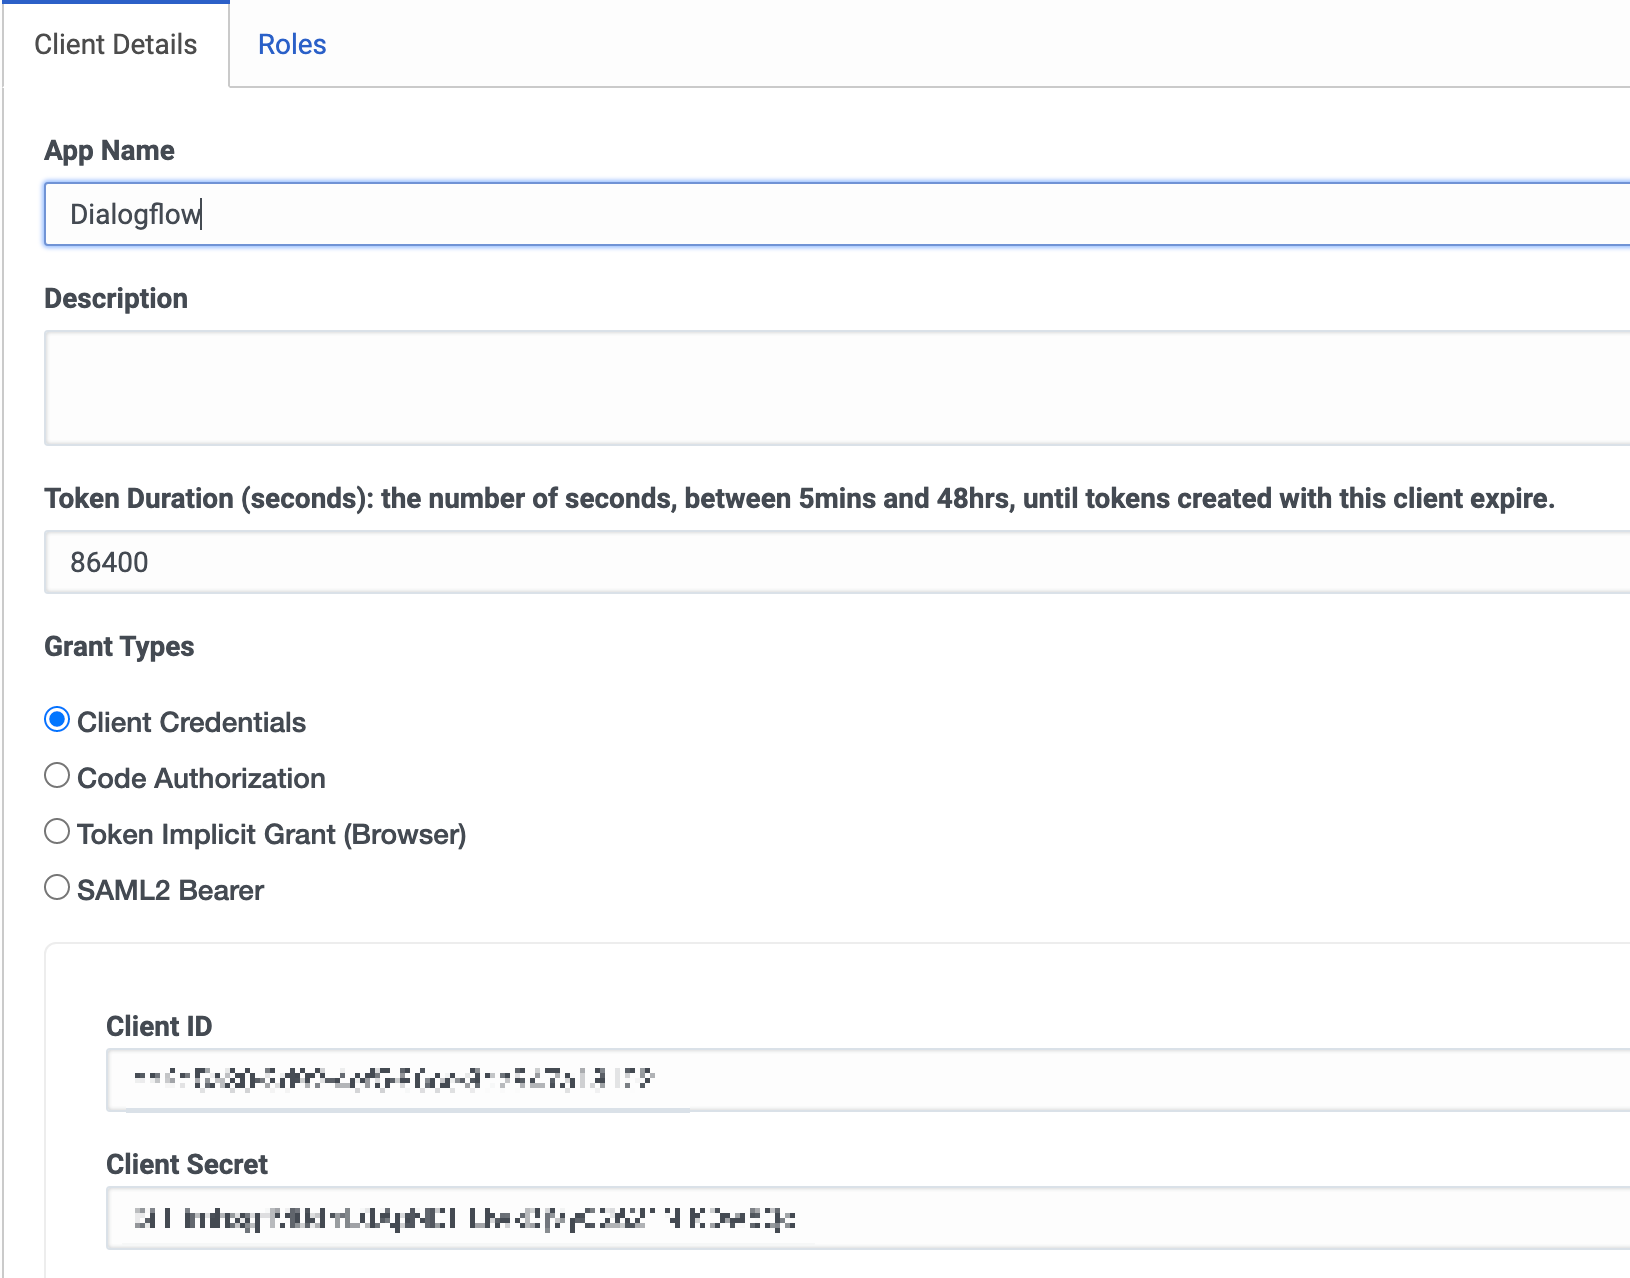 Client Details
Roles
App Name
Dialogflow
Description
Token Duration (seconds): the number of seconds, between 5mins and 48hrs, until tokens created with this client expire.
86400
Grant Types
Client Credentials
Code Authorization
Token Implicit Grant (Browser)
SAML2 Bearer
Client ID
Client Secret